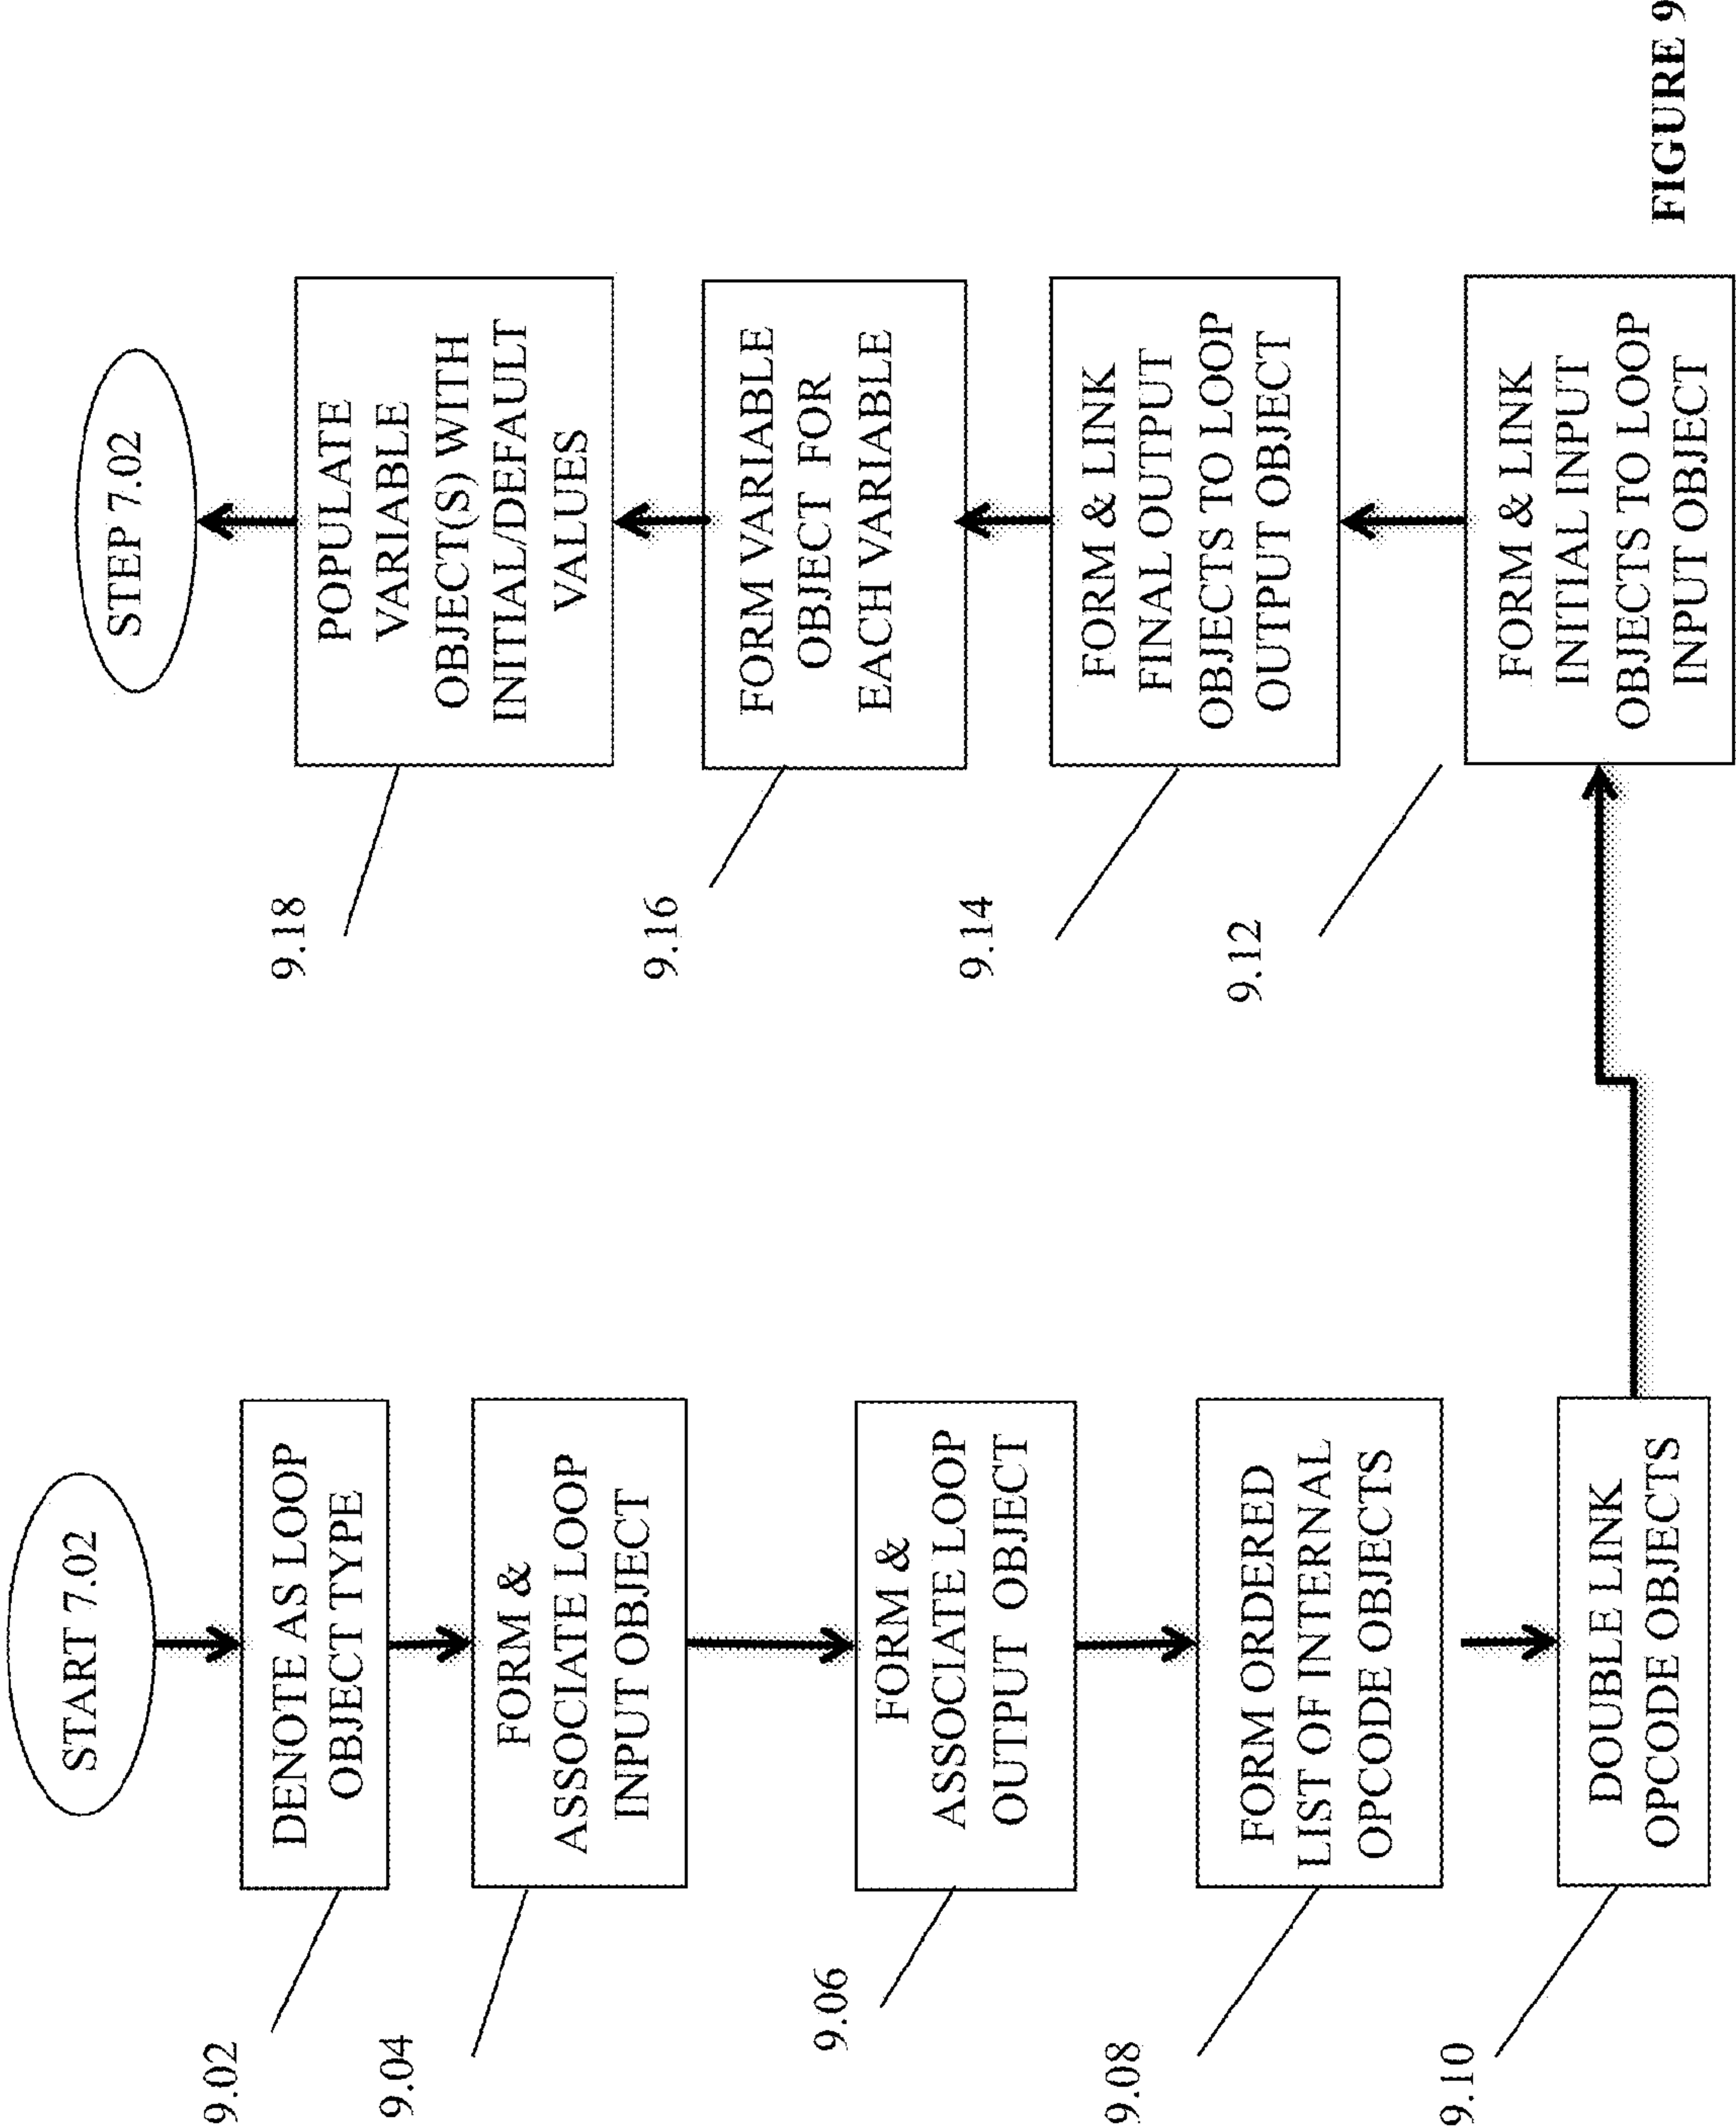 START 7.02
9.02
DENOTE AS LOOP
OBJECT TYPE
9.04
FORM &
ASSOCIATE LOOP
INPUT OBJECT
9.06
FORM &
ASSOCIATE LOOP
OUTPUT OBJECT
9.08
FORM ORDERED
LIST OF INTERNAL
OPCODE OBJECTS
9.10
DOUBLE LINK
OPCODE OBJECTS
9.12
FORM & LINK
INITIAL INPUT
OBJECTS TO LOOP
INPUT OBJECT
9.14
FORM & LINK
FINAL OUTPUT
OBJECTS TO LOOP
OUTPUT OBJECT
9.16
FORM VARIABLE
OBJECT FOR
EACH VARIABLE
9.18
POPULATE
VARIABLE
OBJECT(S) WITH
INITIAL/DEFAULT
VALUES
STEP 7.02
FIGURE 9